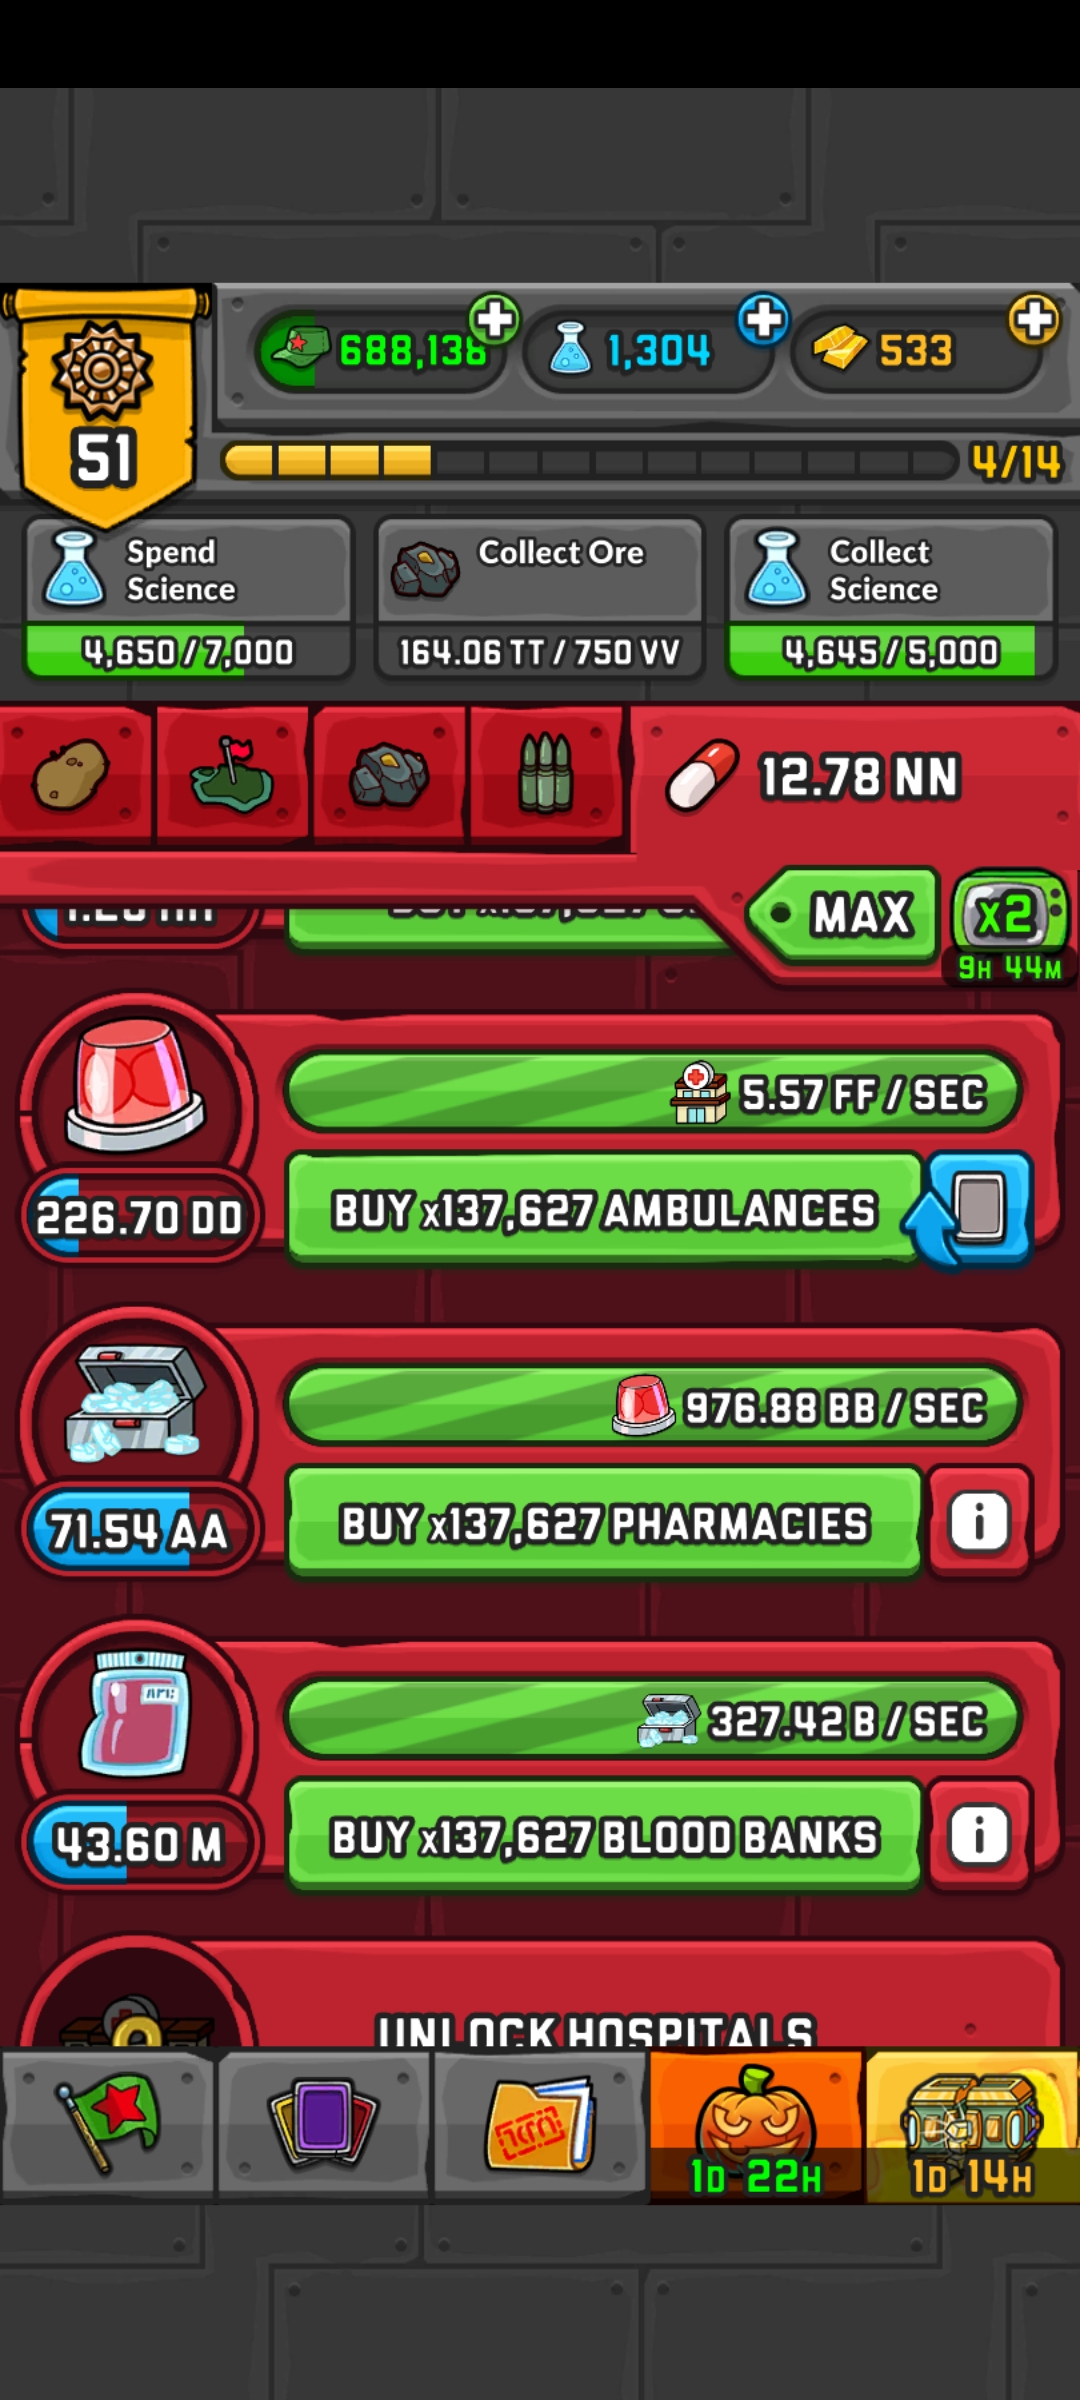 688,138
1,304
533
51
4/14
Spend
Science
4,650/7,000
Collect Ore
164.06 TT / 750 VV
Collect
Science
4,645/5,000
12.78 NN
MAX
x2
9H 44M
5.57 FF / SEC
226.70 DD
BUY x137,627 AMBULANCES
976.88 BB / SEC
71.54 AA
BUY x137,627 PHARMACIES
i
327.42 B / SEC
43.60 M
BUY x137,627 BLOOD BANKS
i
UNLOCK HOSPITALS
1D 22H
1D 14H